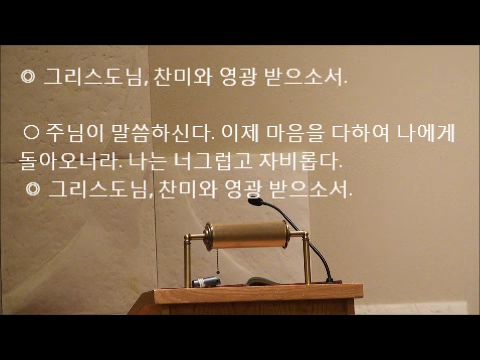 ◎ 그리스도님, 찬미와 영광 받으소서.
○ 주님이 말씀하신다. 이제 마음을 다하여 나에게
돌아오너라. 나는 너그럽고 자비롭다.
◎ 그리스도님, 찬미와 영광 받으소서.